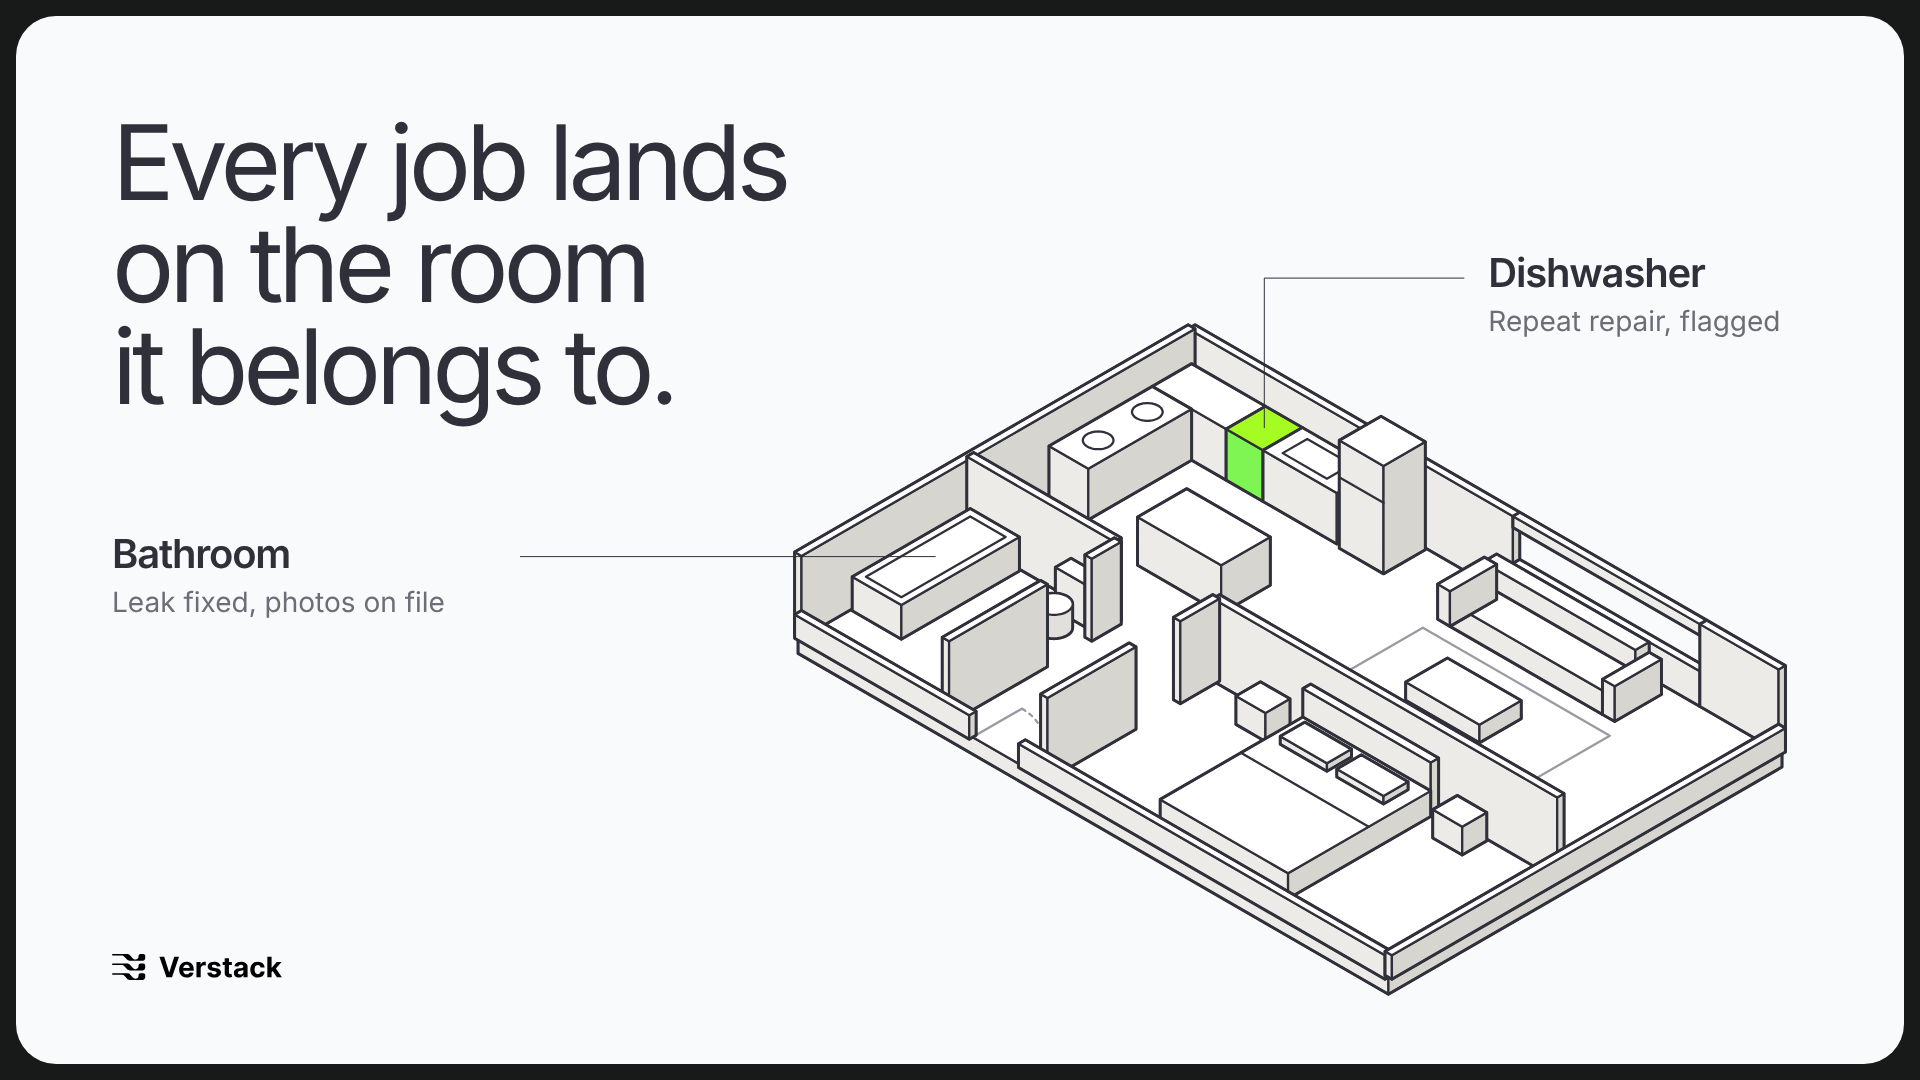 Every job lands
on the room
it belongs to.
Dishwasher
Repeat repair, flagged
Bathroom
Leak fixed, photos on file
Verstack